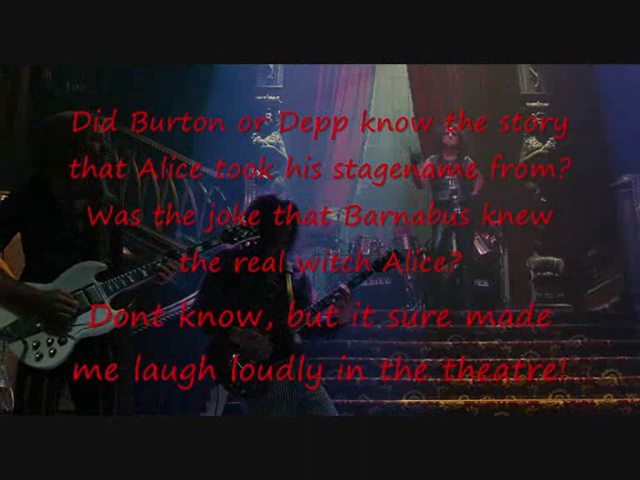 Did Burton or Depp know the story
that Alice took his stagename from?
Was the joke that Barnabus knew
the real witch Alice?
Dont know, but it sure made
me laugh loudly in the theatre!